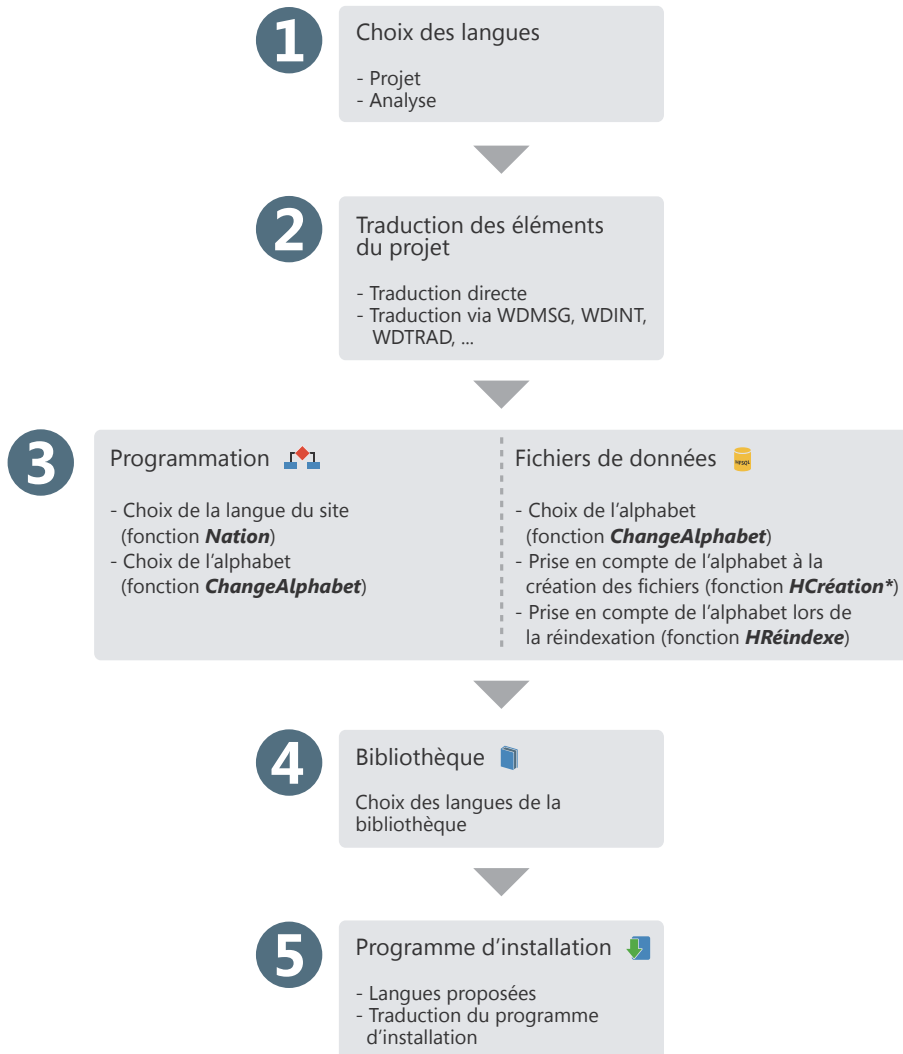 1
Choix des langues
- Projet
- Analyse
2
Traduction des éléments
du projet
- Traduction directe
- Traduction via WDMSG, WDINT,
WDTRAD, ...
3
Programmation
- Choix de la langue du site
(fonction Nation)
- Choix de l'alphabet
(fonction ChangeAlphabet)
Fichiers de données
- Choix de l'alphabet
(fonction ChangeAlphabet)
- Prise en compte de l'alphabet à la
création des fichiers (fonction HCréation*)
- Prise en compte de l'alphabet lors de
la réindexation (fonction HRéindexe)
4
Bibliothèque
Choix des langues de la
bibliothèque
5
Programme d'installation
- Langues proposées
- Traduction du programme
d'installation